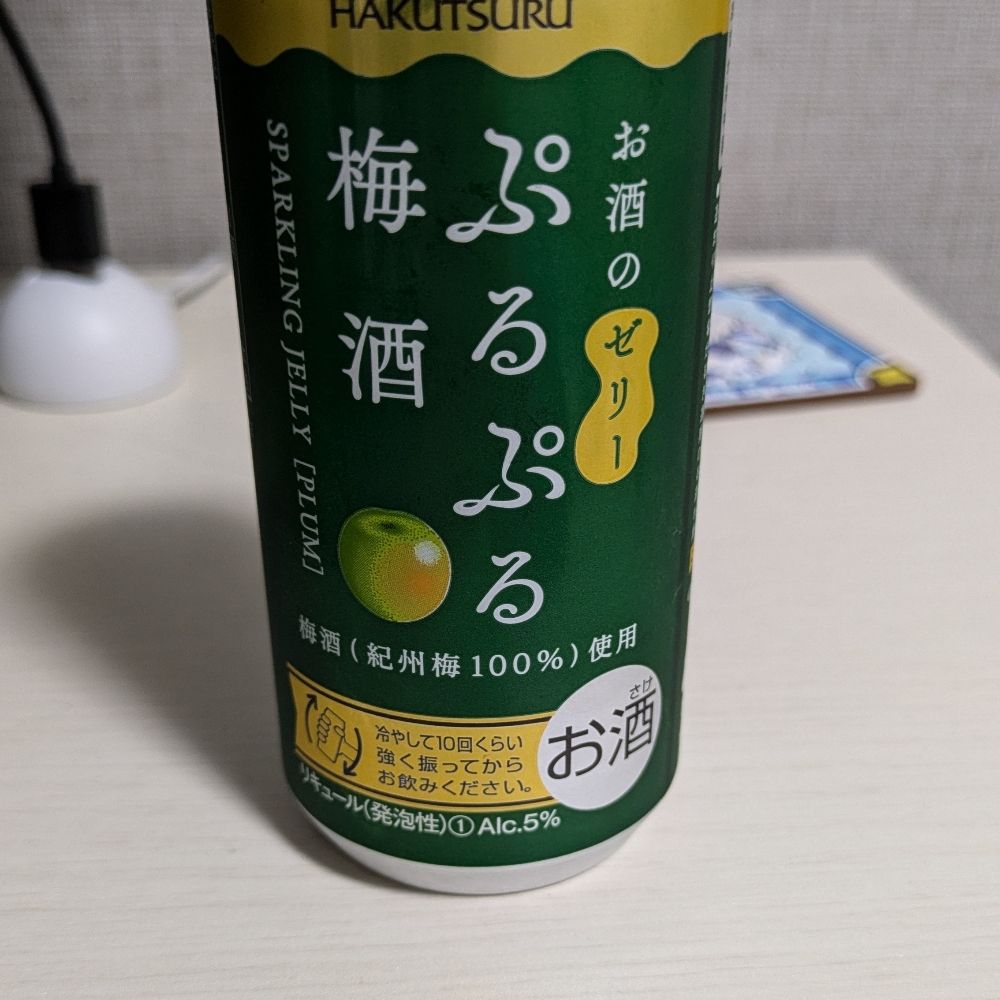 HAKUTSURU
お酒の
ゼリー
ぷるぷる
梅酒
SPARKLING JELLY [PLUM]
梅酒(紀州梅100%)使用
冷やして10回くらい
強く振ってから
お飲みください。
さけ
お酒
リキュール(発泡性)①Alc.5%